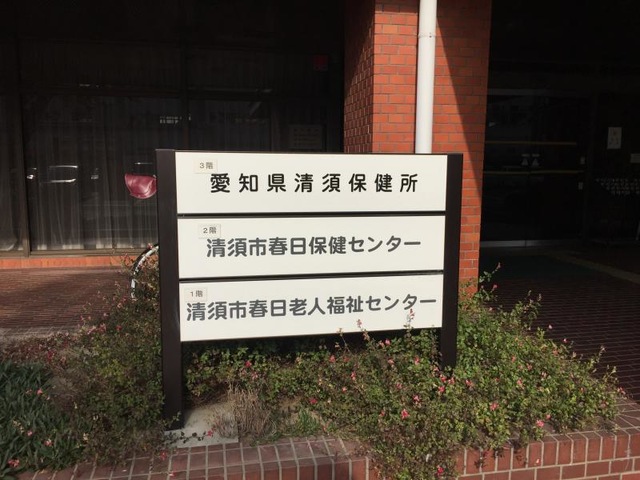 3階
愛知県清須保健所
2階
清須市春日保健センター
1階
清須市春日老人福祉センター